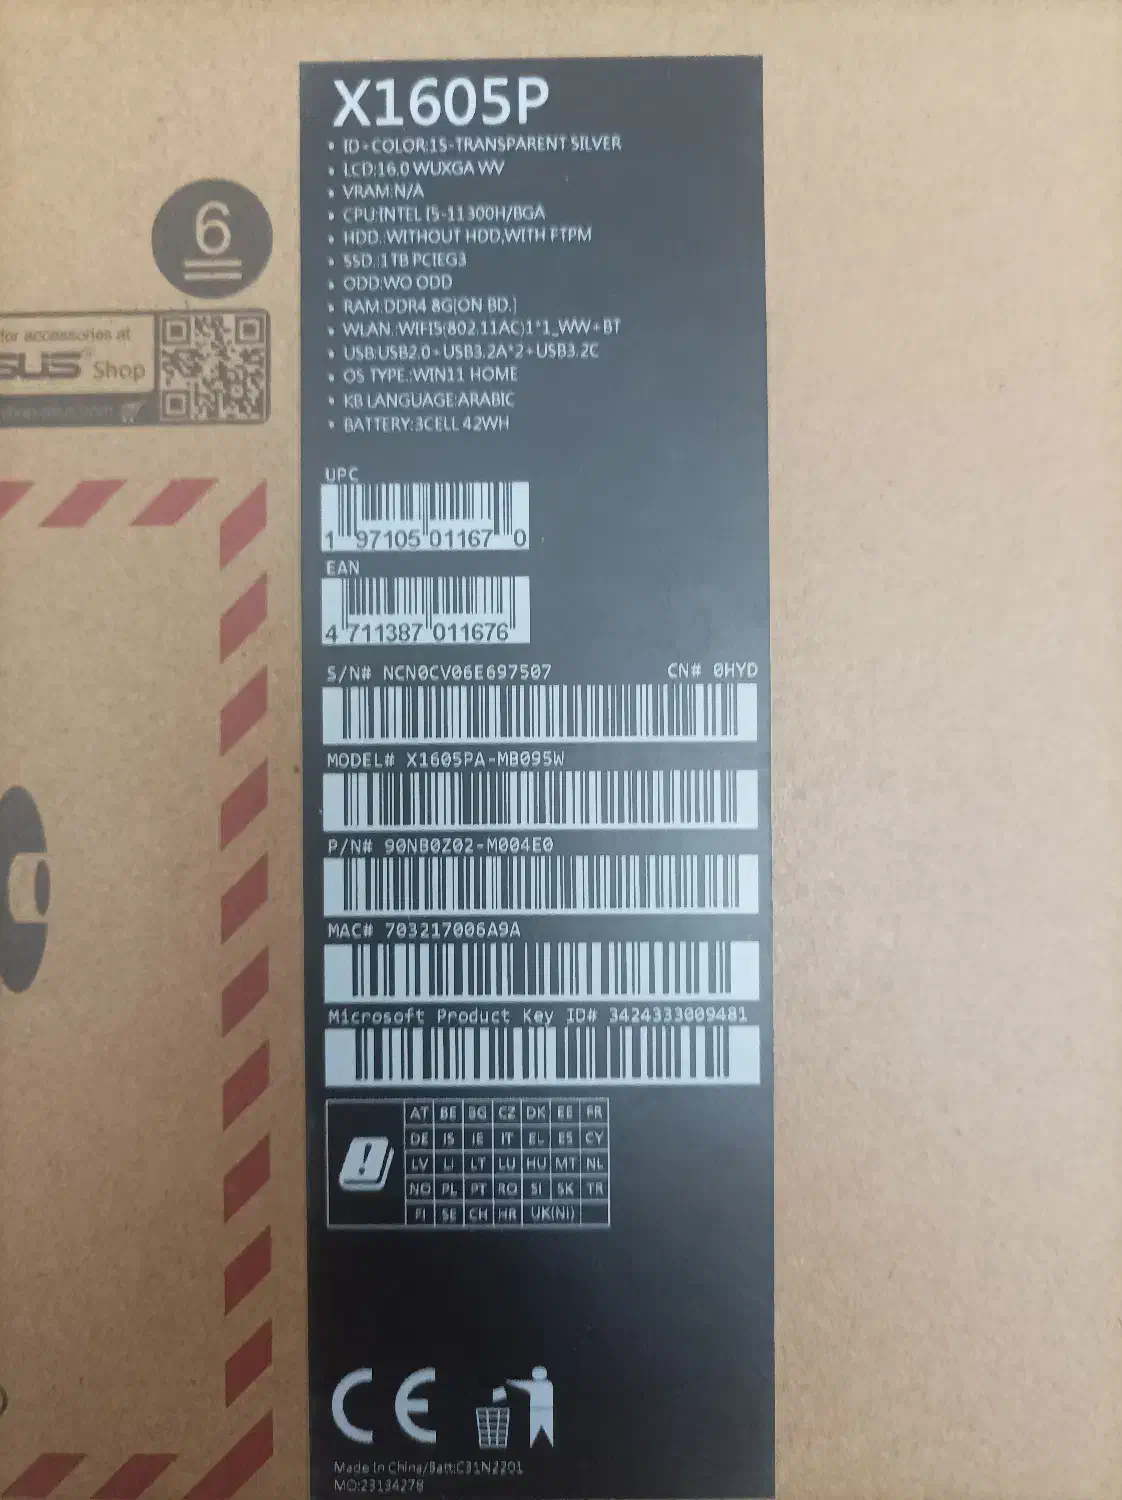 X1605P
• ID-COLOR:1S-TRANSPARENT SILVER
• LCD:16.0 WUXGA WV
• VRAM:N/A
• CPU:INTEL I5-11300H/BGA
• HDD.:WITHOUT HDD,WITH FTPM
• SSD.:1TB PCIEG3
• ODD:WO ODD
• RAM:DDR4 8G[ON BD.]
• WLAN.:WIFI5(802.11AC)1*1_WW+BT
• USB:USB2.0+USB3.2A*2+USB3.2C
• OS TYPE.:WIN11 HOME
• KB LANGUAGE:ARABIC
• BATTERY:3CELL 42WH
6
for accessories at
SUS Shop
UPC
1 97105 01167 0
EAN
4 711387 011676
S/N# NCN0CV06E697507 CN# 0HYD
MODEL# X1605PA-MB095W
P/N# 90NB0Z02-M004E0
MAC# 703217006A9A
Microsoft Product Key ID# 3424333009481
AT BE BG CZ DK EE FR
DE IS IE IT EL ES CY
LV LI LT LU HU MT NL
NO PL PT RO SI SK TR
FI SE CH HR UK(NI)
CE
Made In China/Batt:C31N2201
MO:23134278